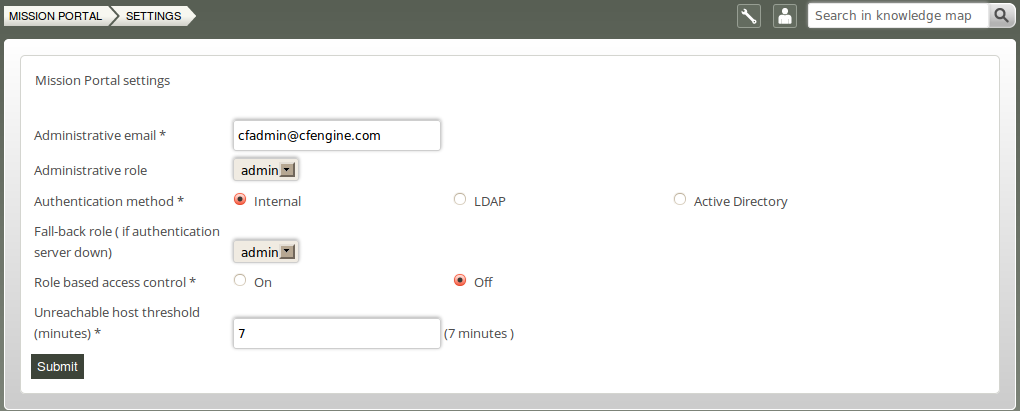 MISSION PORTAL SETTINGS Search in knowledge map
Mission Portal settings
Administrative email * cfadmin@cfengine.com
Administrative role admin
Authentication method * Internal LDAP Active Directory
Fall-back role ( if authentication
server down) admin
Role based access control * On Off
Unreachable host threshold
(minutes) * 7 (7 minutes )
Submit